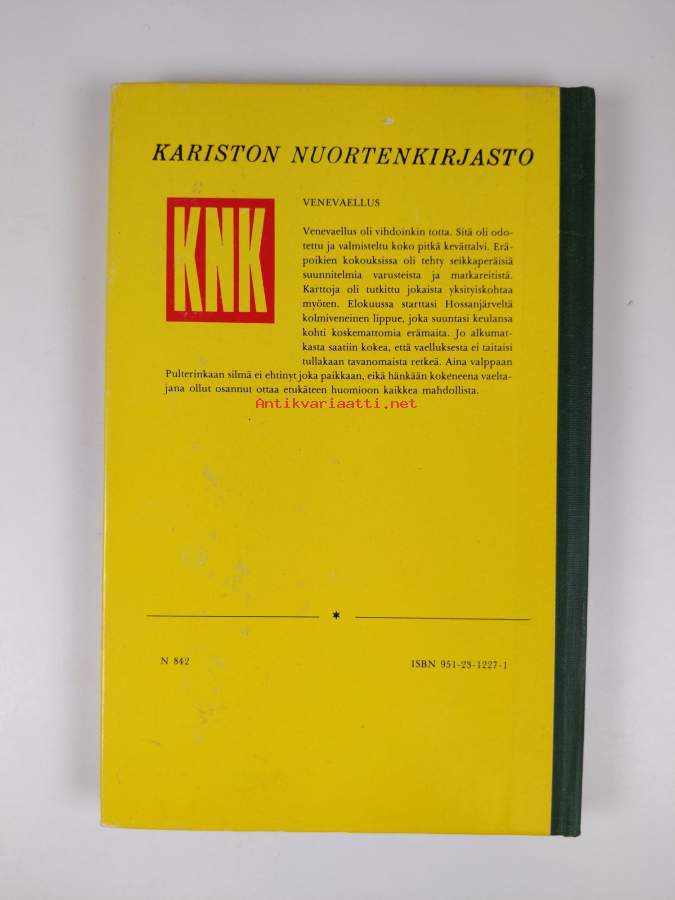 KARISTON NUORTENKIRJASTO
KNK
VENEVAELLUS
Venevaellus oli vihdoinkin totta. Sitä oli odo-
tettu ja valmisteltu koko pitkä kevättalvi. Erä-
poikien kokouksissa oli tehty seikkaperäisiä
suunnitelmia varusteista ja matkareitistä.
Karttoja oli tutkittu jokaista yksityiskohtaa
myöten. Elokuussa starttasi Hossanjärveltä
kolmiveneinen lippue, joka suuntasi keulansa
kohti koskemattomia erämaita. Jo alkumat-
kasta saatiin kokea, että vaelluksesta ei taitaisi
tullakaan tavanomaista retkeä. Aina valppaan
Pulterinkaan silmä ei ehtinyt joka paikkaan, eikä hänkään kokeneena vaelta-
jana ollut osannut ottaa etukäteen huomioon kaikkea mahdollista.
Antikvariaatti.net
N 842
ISBN 951-23-1227-1